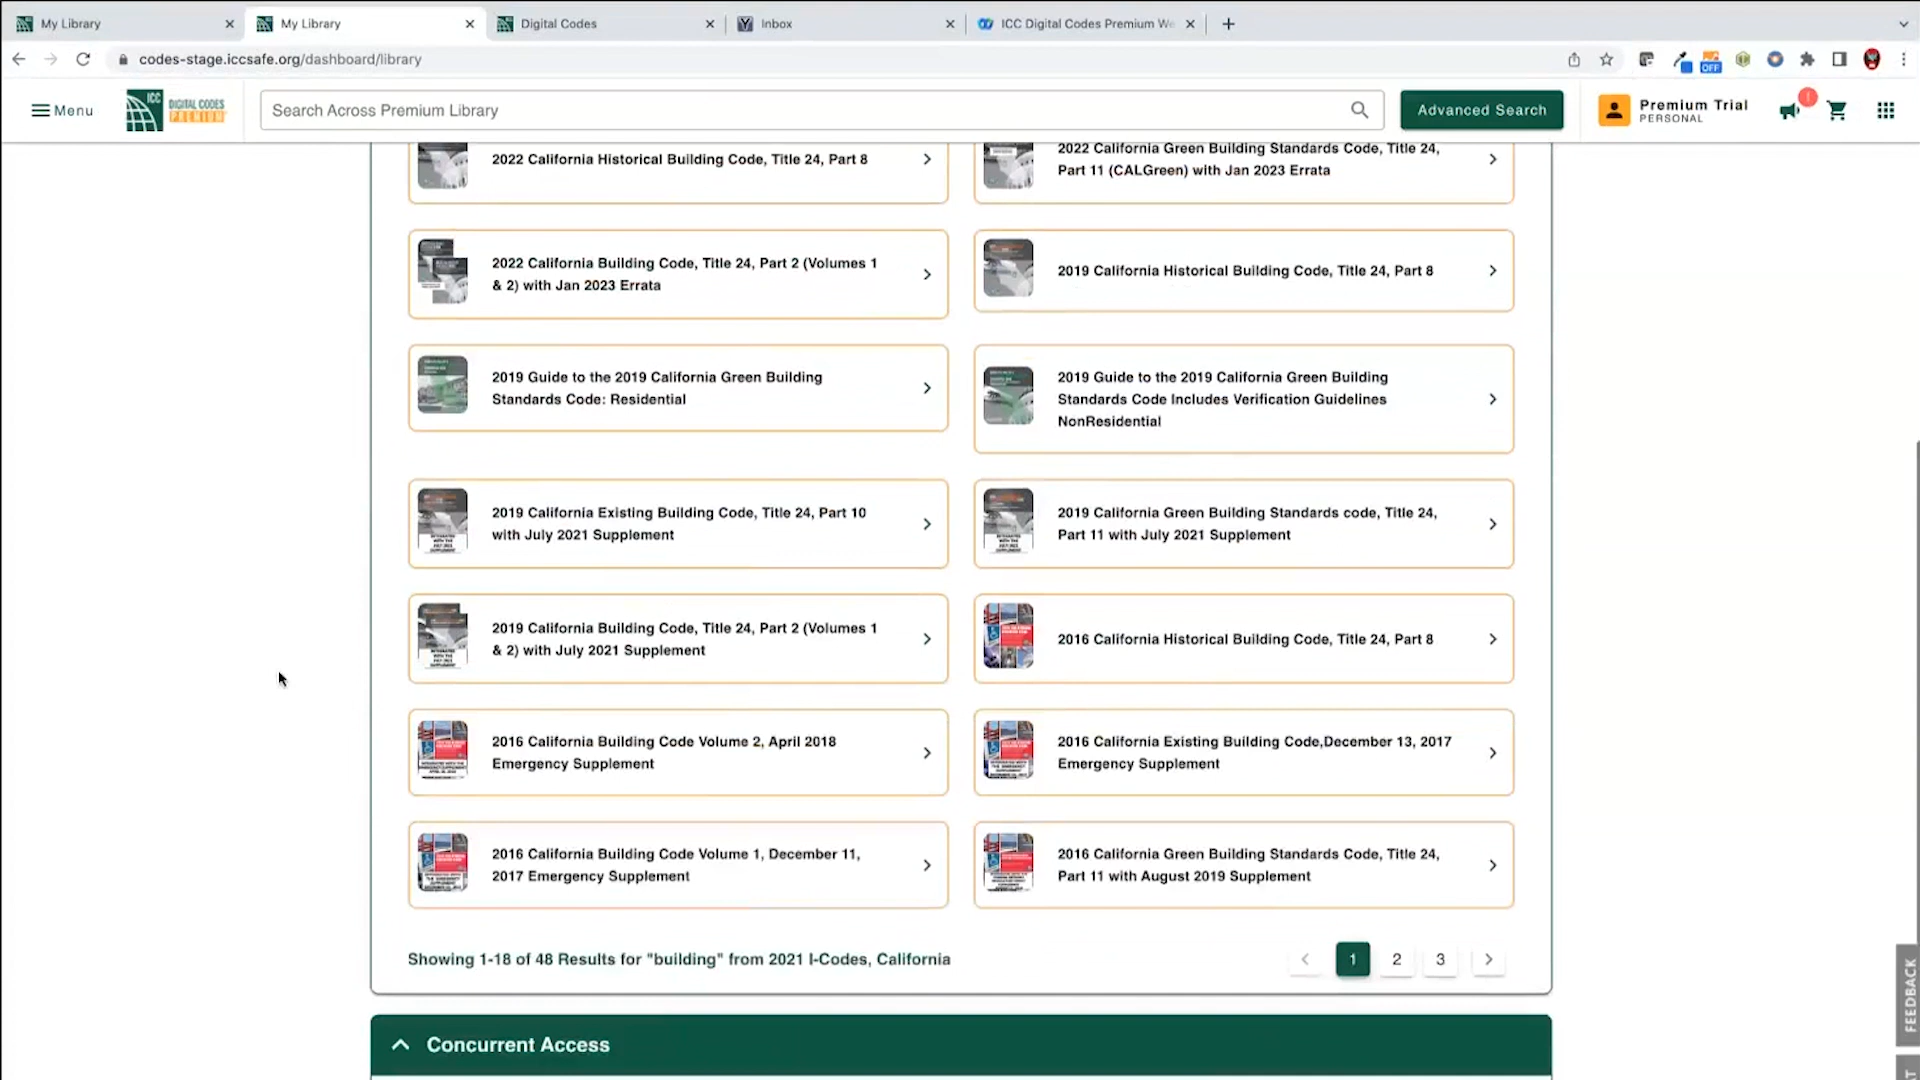 My Library
My Library
Digital Codes
Inbox
ICC Digital Codes Premium We
codes-stage.iccsafe.org/dashboard/library
OFF
Menu
ICC
DIGITAL CODES
PREMIUM
Search Across Premium Library
Advanced Search
Premium Trial
PERSONAL
2022 California Historical Building Code, Title 24, Part 8
2022 California Green Building Standards Code, Title 24,
Part 11 (CALGreen) with Jan 2023 Errata
2022 California Building Code, Title 24, Part 2 (Volumes 1
& 2) with Jan 2023 Errata
2019 California Historical Building Code, Title 24, Part 8
2019 Guide to the 2019 California Green Building
Standards Code: Residential
2019 Guide to the 2019 California Green Building
Standards Code Includes Verification Guidelines
NonResidential
2019 California Existing Building Code, Title 24, Part 10
with July 2021 Supplement
2019 California Green Building Standards code, Title 24,
Part 11 with July 2021 Supplement
2019 California Building Code, Title 24, Part 2 (Volumes 1
& 2) with July 2021 Supplement
2016 California Historical Building Code, Title 24, Part 8
2016 California Building Code Volume 2, April 2018
Emergency Supplement
2016 California Existing Building Code,December 13, 2017
Emergency Supplement
2016 California Building Code Volume 1, December 11,
2017 Emergency Supplement
2016 California Green Building Standards Code, Title 24,
Part 11 with August 2019 Supplement
Showing 1-18 of 48 Results for "building" from 2021 I-Codes, California
1
2
3
FEEDBACK
Concurrent Access